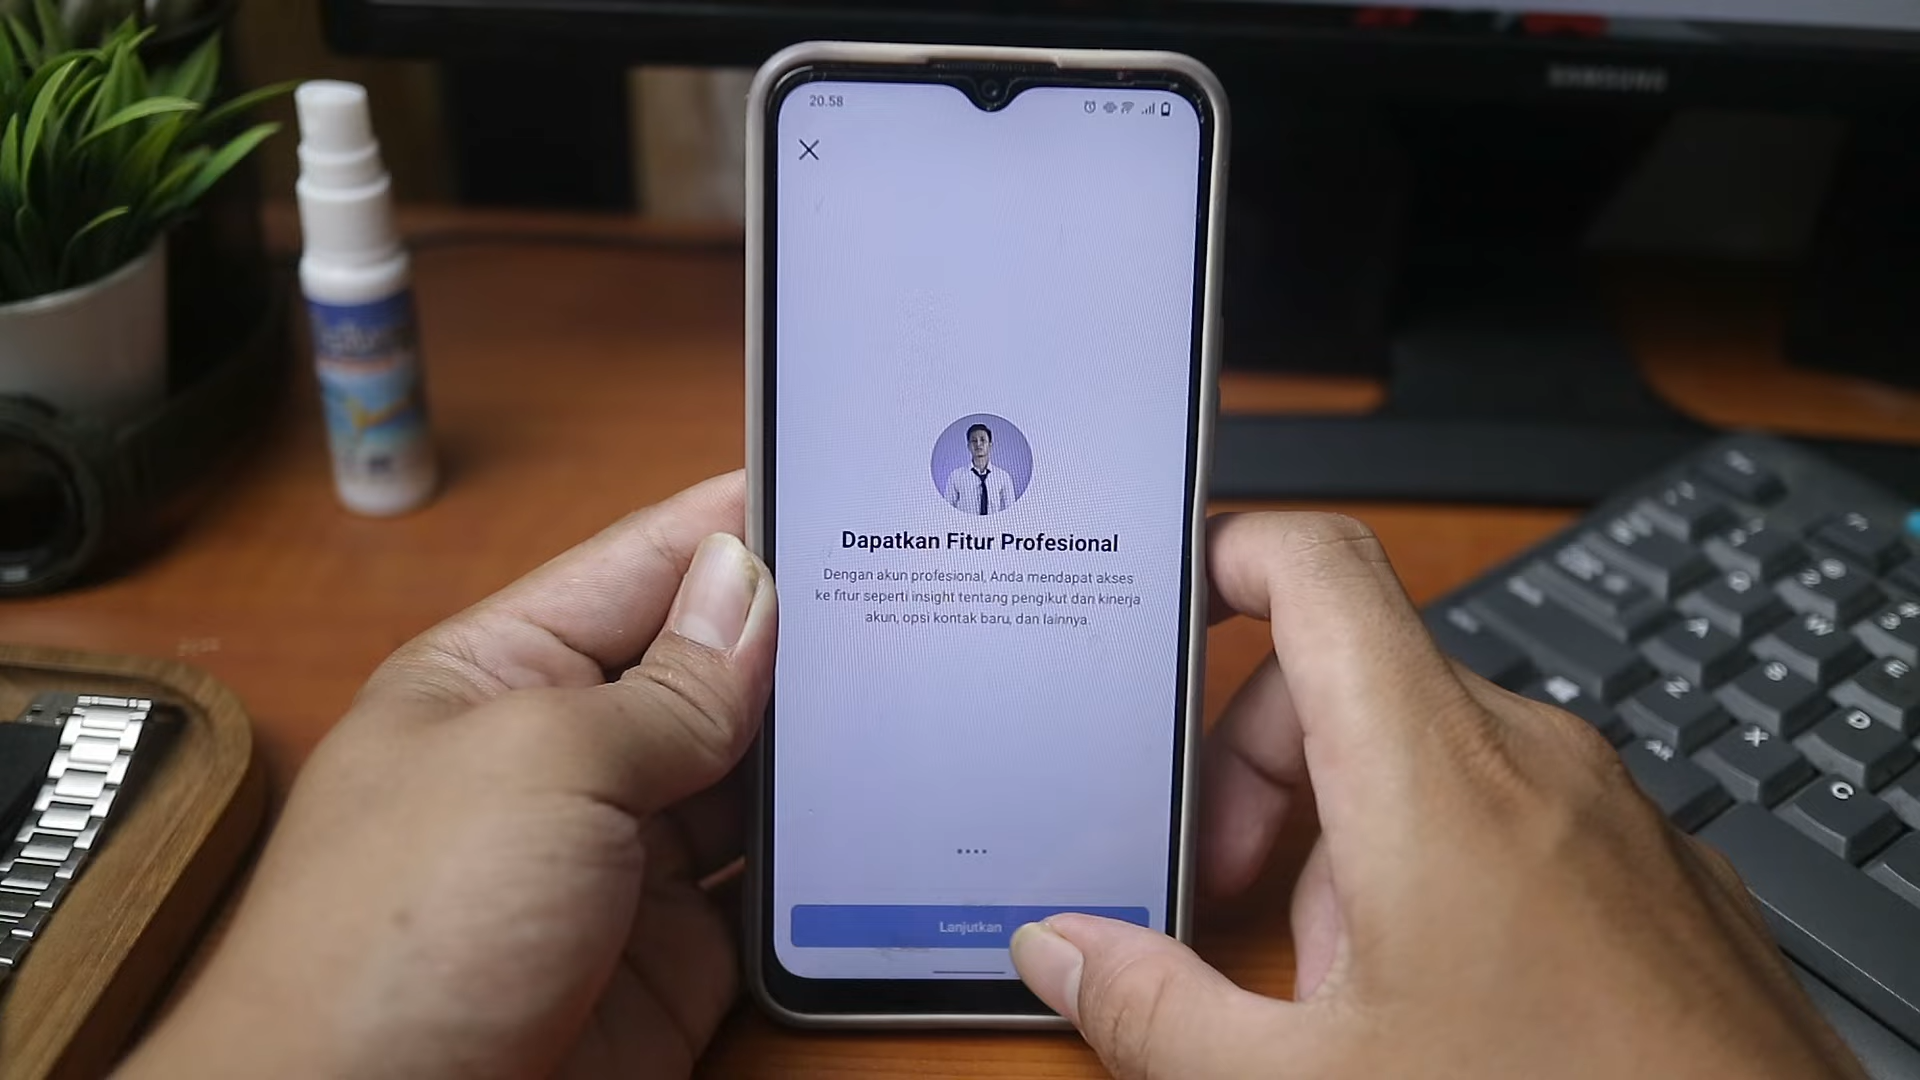 SAMSUNG
20.58
Dapatkan Fitur Profesional
Dengan akun profesional, Anda mendapat akses
ke fitur seperti insight tentang pengikut dan kinerja
akun, opsi kontak baru, dan lainnya.
Lanjutkan
A
W
S
E
Z
D
X
C